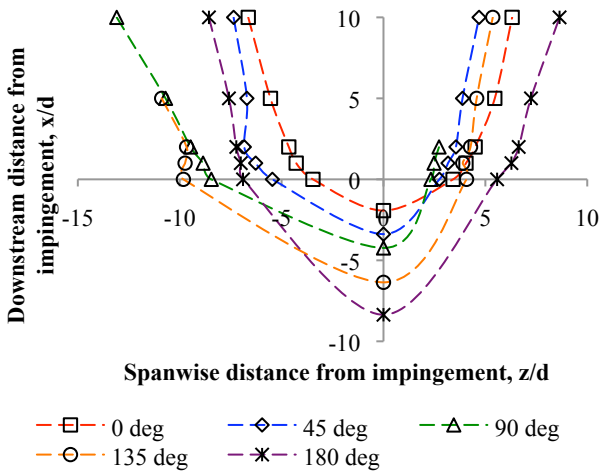 10
5
0
-5
-10
-15
-10
-5
0
5
10
Downstream distance from
impingement, x/d
Spanwise distance from impingement, z/d
0 deg
45 deg
90 deg
135 deg
180 deg